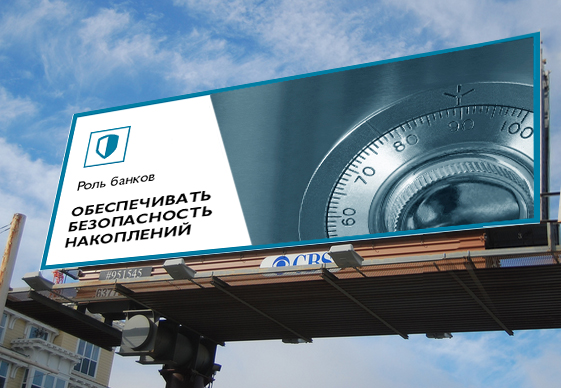 Роль банков
ОБЕСПЕЧИВАТЬ
БЕЗОПАСНОСТЬ
НАКОПЛЕНИЙ
60
70
80
90
100
CBS
#951545